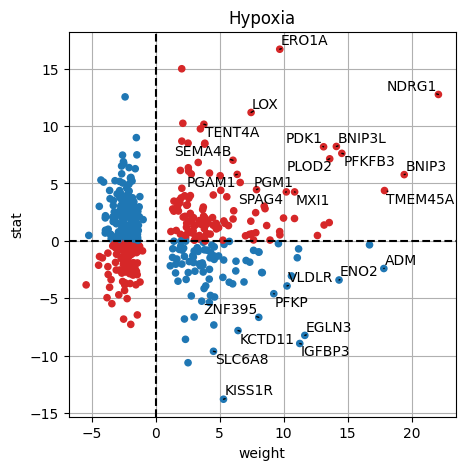 Hypoxia
ERO1A
NDRG1
LOX
TENT4A
PDK1
BNIP3L
SEMA4B
PFKFB3
PLOD2
BNIP3
PGAM1
PGM1
SPAG4
MXI1
TMEM45A
ADM
VLDLR
ENO2
ZNF395
PFKP
EGLN3
KCTD11
IGFBP3
SLC6A8
KISS1R
15
10
5
0
−5
−10
−15
stat
−5
0
5
10
15
20
weight